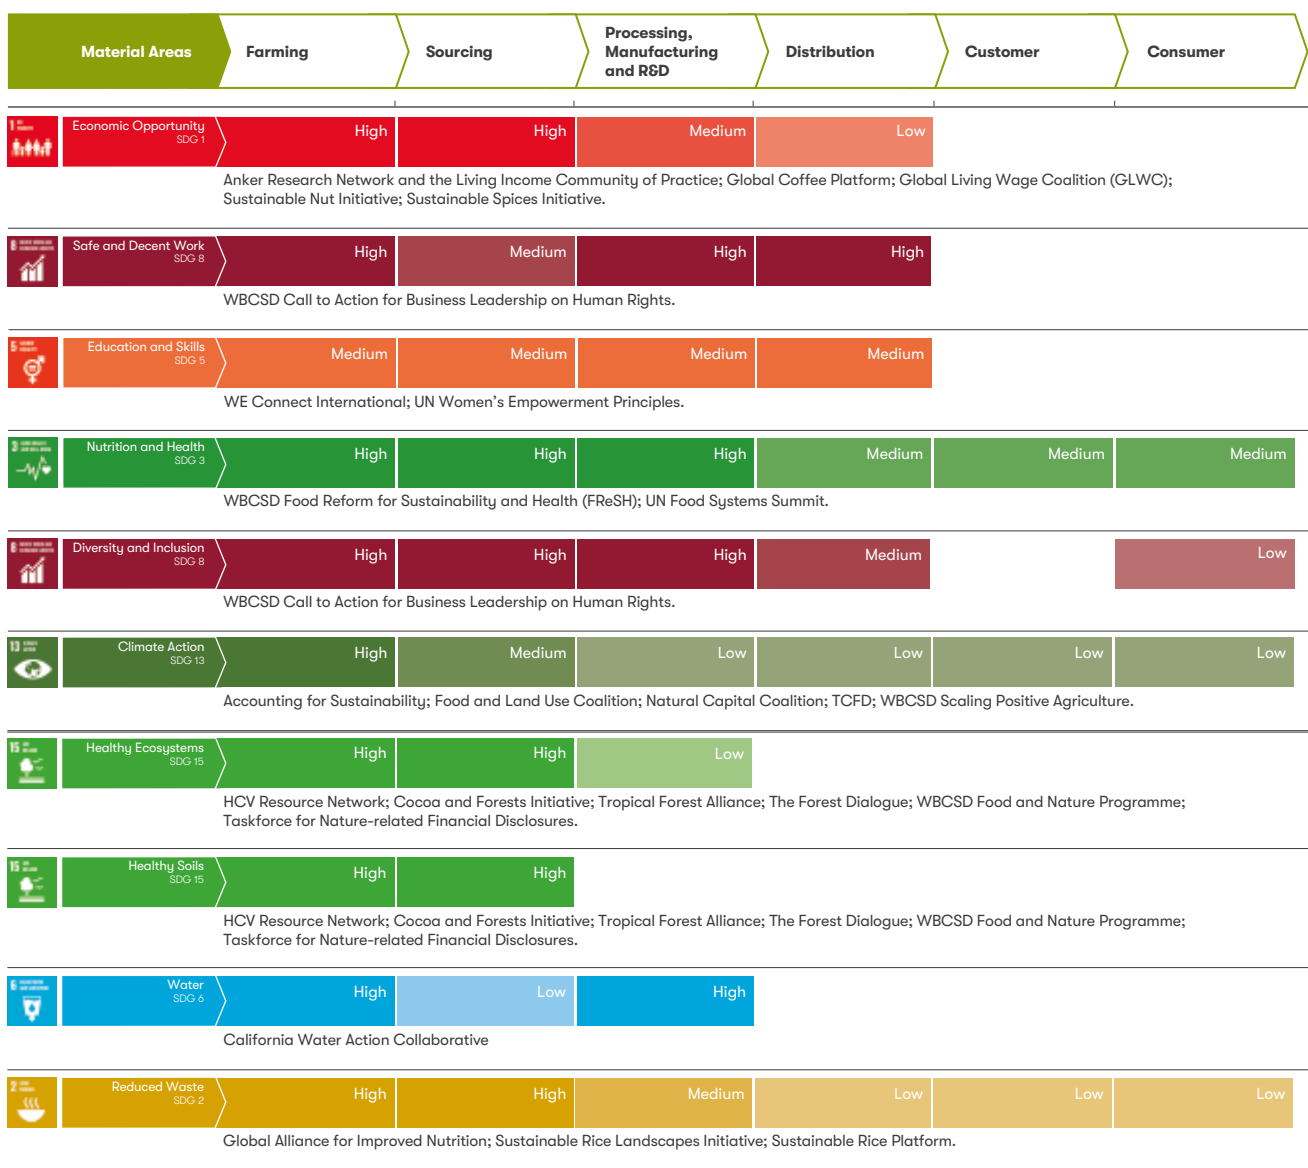 Material Areas
Farming
Sourcing
Processing,
Manufacturing
and R&D
Distribution
Customer
Consumer
1
Economic Opportunity
SDG 1
High
High
Medium
Low
Anker Research Network and the Living Income Community of Practice; Global Coffee Platform; Global Living Wage Coalition (GLWC);
Sustainable Nut Initiative; Sustainable Spices Initiative.
8
Safe and Decent Work
SDG 8
High
Medium
High
High
WBCSD Call to Action for Business Leadership on Human Rights.
5
Education and Skills
SDG 5
Medium
Medium
Medium
Medium
WE Connect International; UN Women's Empowerment Principles.
3
Nutrition and Health
SDG 3
High
High
High
Medium
Medium
Medium
WBCSD Food Reform for Sustainability and Health (FReSH); UN Food Systems Summit.
8
Diversity and Inclusion
SDG 8
High
High
High
Medium
Low
WBCSD Call to Action for Business Leadership on Human Rights.
13
Climate Action
SDG 13
High
Medium
Low
Low
Low
Low
Accounting for Sustainability; Food and Land Use Coalition; Natural Capital Coalition; TCFD; WBCSD Scaling Positive Agriculture.
15
Healthy Ecosystems
SDG 15
High
High
Low
HCV Resource Network; Cocoa and Forests Initiative; Tropical Forest Alliance; The Forest Dialogue; WBCSD Food and Nature Programme;
Taskforce for Nature-related Financial Disclosures.
15
Healthy Soils
SDG 15
High
High
HCV Resource Network; Cocoa and Forests Initiative; Tropical Forest Alliance; The Forest Dialogue; WBCSD Food and Nature Programme;
Taskforce for Nature-related Financial Disclosures.
6
Water
SDG 6
High
Low
High
California Water Action Collaborative
2
Reduced Waste
SDG 2
High
High
Medium
Low
Low
Low
Global Alliance for Improved Nutrition; Sustainable Rice Landscapes Initiative; Sustainable Rice Platform.